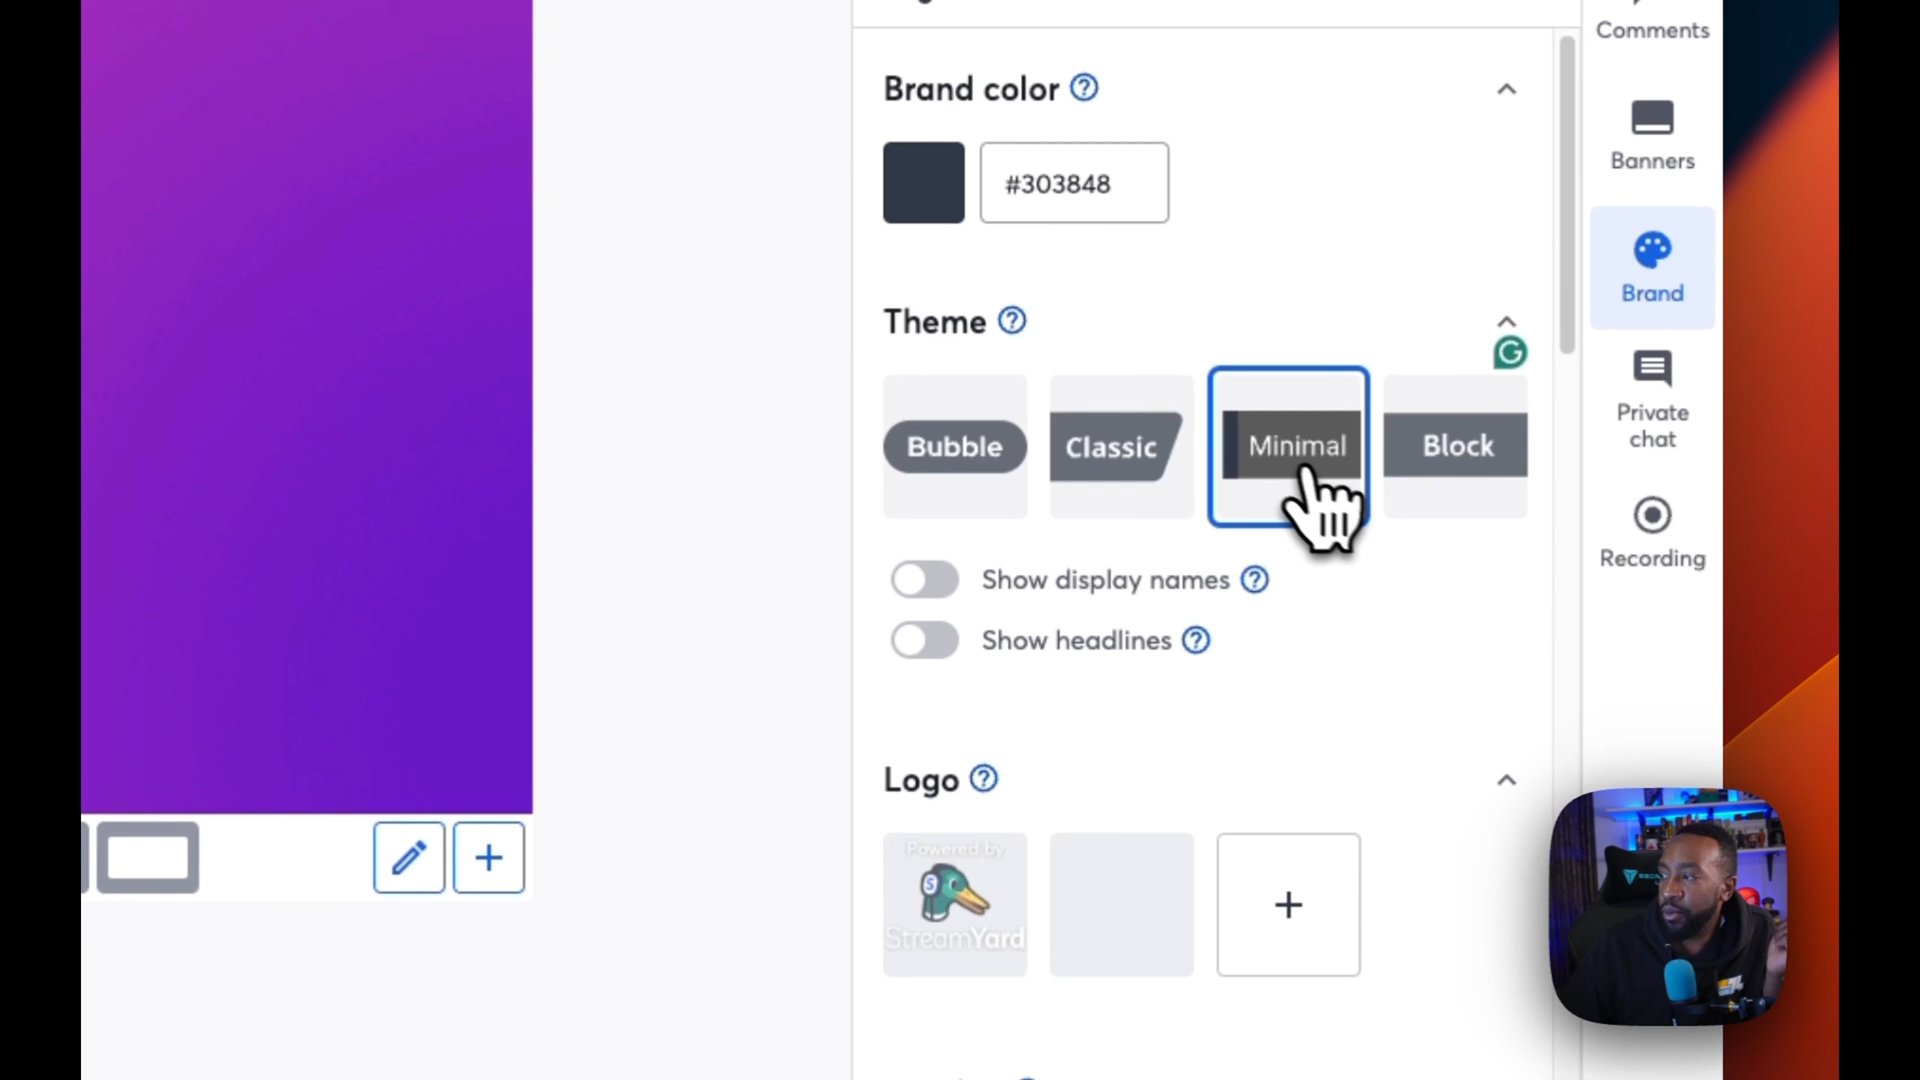 Comments
Brand color
#303848
Banners
Brand
Theme
Bubble
Classic
Minimal
Block
Private
chat
Show display names
Recording
Show headlines
Logo
Powered by
StreamYard